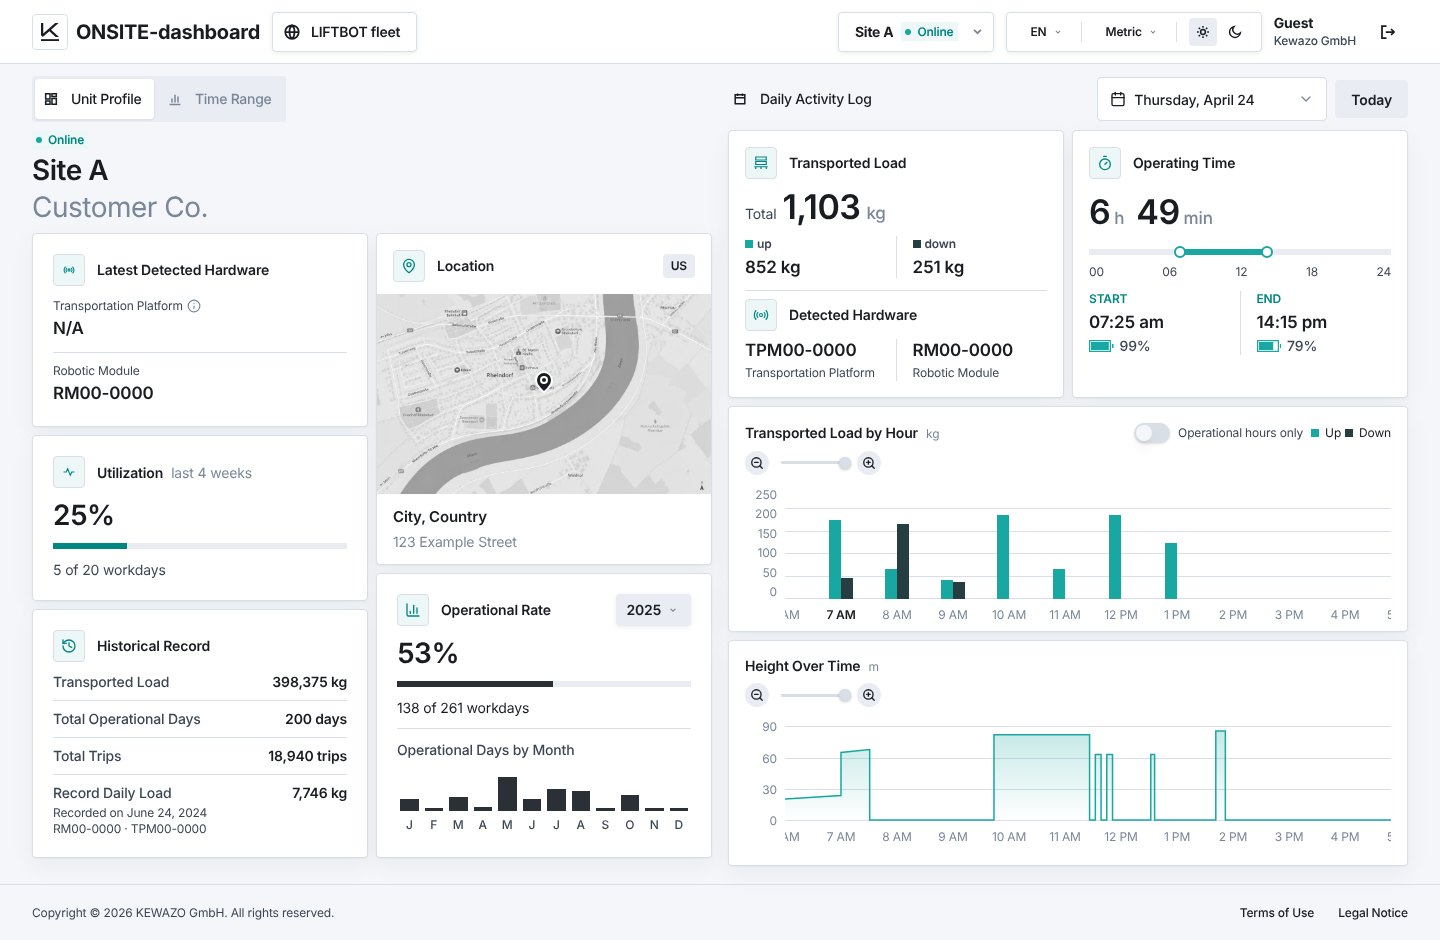 ONSITE-dashboard
LIFTBOT fleet
Site A
Online
EN
Metric
Guest
Kewazo GmbH
Unit Profile
Time Range
Online
Site A
Customer Co.
Latest Detected Hardware
Transportation Platform
N/A
Robotic Module
RM00-0000
Utilization last 4 weeks
25%
5 of 20 workdays
Historical Record
Transported Load 398,375 kg
Total Operational Days 200 days
Total Trips 18,940 trips
Record Daily Load 7,746 kg
Recorded on June 24, 2024
RM00-0000 · TPM00-0000
Location
US
Rheindorf
City, Country
123 Example Street
Operational Rate
2025
53%
138 of 261 workdays
Operational Days by Month
J F M A M J J A S O N D
Daily Activity Log
Thursday, April 24
Today
Transported Load
Total 1,103 kg
up
852 kg
down
251 kg
Detected Hardware
TPM00-0000
Transportation Platform
RM00-0000
Robotic Module
Operating Time
6 h 49 min
00 06 12 18 24
START
07:25 am
99%
END
14:15 pm
79%
Transported Load by Hour kg
Operational hours only
Up
Down
250
200
150
100
50
0
AM 7 AM 8 AM 9 AM 10 AM 11 AM 12 PM 1 PM 2 PM 3 PM 4 PM 5
Height Over Time m
90
60
30
0
AM 7 AM 8 AM 9 AM 10 AM 11 AM 12 PM 1 PM 2 PM 3 PM 4 PM 5
Copyright © 2026 KEWAZO GmbH. All rights reserved.
Terms of Use
Legal Notice